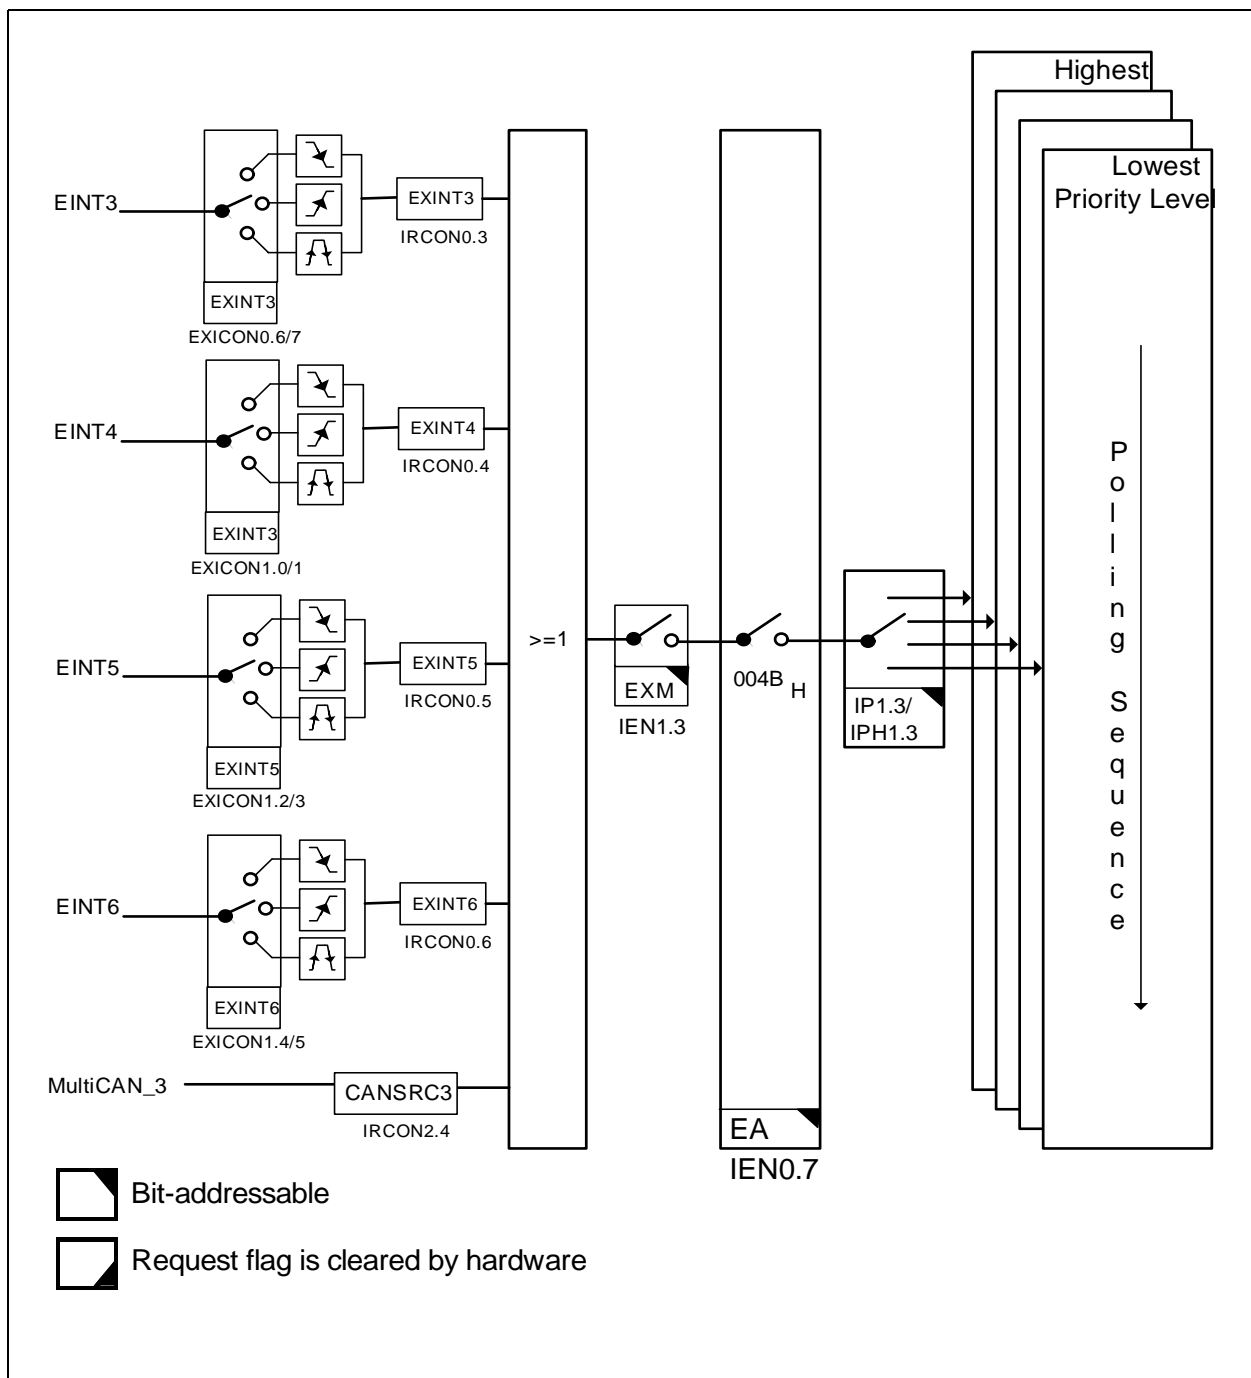 Highest
Lowest
Priority Level
EINT3
EXINT3
IRCON0.3
EXINT3
EXICON0.6/7
EINT4
EXINT4
IRCON0.4
EXINT3
EXICON1.0/1
EINT5
EXINT5
IRCON0.5
EXINT5
EXICON1.2/3
EINT6
EXINT6
IRCON0.6
EXINT6
EXICON1.4/5
MultiCAN_3
CANSRC3
IRCON2.4
>=1
EXM
IEN1.3
004B H
EA
IEN0.7
IP1.3/
IPH1.3
Polling Sequence
Bit-addressable
Request flag is cleared by hardware